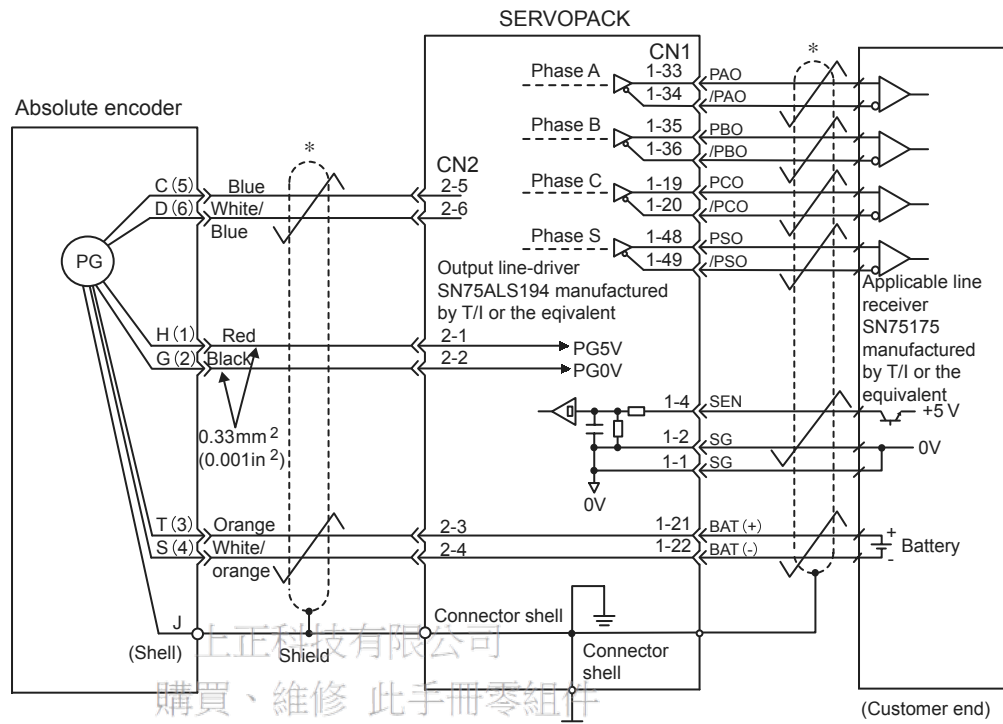 SERVOPACK
Absolute encoder
CN1
*
Phase A
1-33
PAO
1-34
/PAO
Phase B
1-35
PBO
1-36
/PBO
Phase C
1-19
PCO
1-20
/PCO
Phase S
1-48
PSO
1-49
/PSO
*
CN2
C (5)
Blue
2-5
D (6)
White/
Blue
2-6
PG
Output line-driver
SN75ALS194 manufactured
by T/I or the eqivalent
Applicable line
receiver
SN75175
manufactured
by T/I or the
equivalent
H (1)
Red
2-1
PG5V
G (2)
Black
2-2
PG0V
0.33mm 2
(0.001in 2)
1-4
SEN
+5 V
1-2
SG
0V
1-1
SG
0V
T (3)
Orange
2-3
1-21
BAT (+)
S (4)
White/
orange
2-4
1-22
BAT (-)
+
-
Battery
J
(Shell)
Shield
Connector shell
Connector
shell
上正科技有限公司
購買、維修 此手冊零組件
(Customer end)